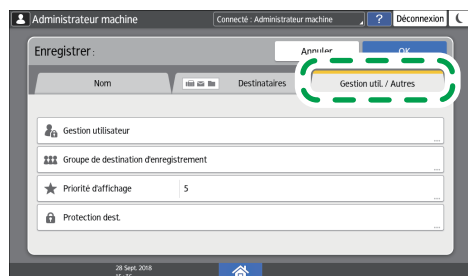 Administrateur machine
Connecté : Administrateur machine
?
Déconnexion
Enregistrer :
Annuler
OK
Nom
Destinataires
Gestion util. / Autres
Gestion utilisateur
...
Groupe de destination d'enregistrement
...
Priorité d'affichage
5
...
Protection dest.
...
28 Sept. 2018